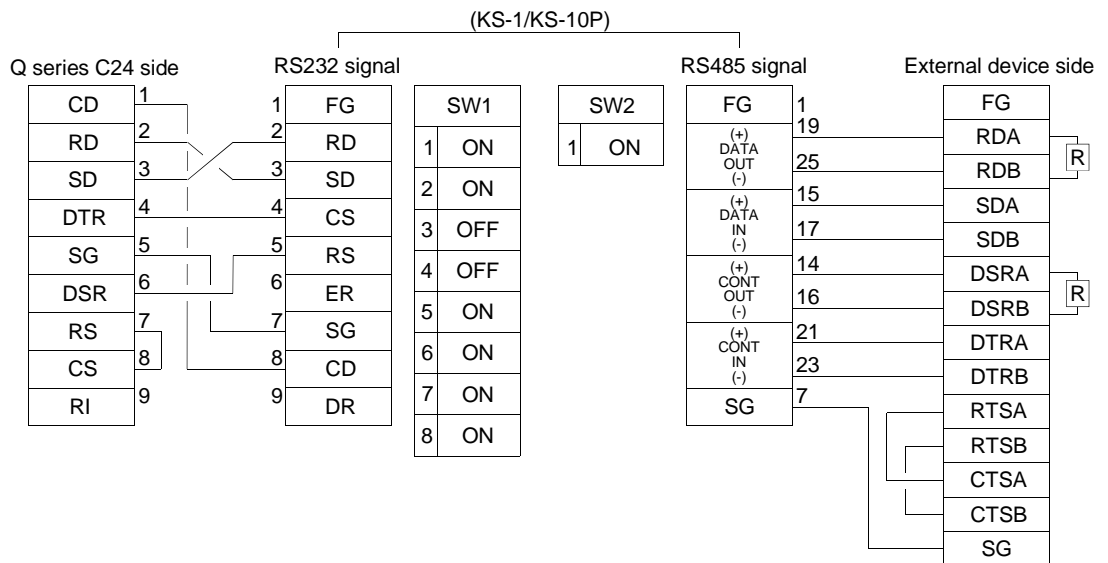 (KS-1/KS-10P)
Q series C24 side
RS232 signal
RS485 signal
External device side
CD 1
RD 2
SD 3
DTR 4
SG 5
DSR 6
RS 7
CS 8
RI 9
1 FG
2 RD
3 SD
4 CS
5 RS
6 ER
7 SG
8 CD
9 DR
SW1
1 ON
2 ON
3 OFF
4 OFF
5 ON
6 ON
7 ON
8 ON
SW2
1 ON
FG 1
(+) 19
DATA
OUT
(-) 25
(+) 15
DATA
IN
(-) 17
(+) 14
CONT
OUT
(-) 16
(+) 21
CONT
IN
(-) 23
SG 7
FG
RDA
RDB
R
SDA
SDB
DSRA
DSRB
R
DTRA
DTRB
RTSA
RTSB
CTSA
CTSB
SG